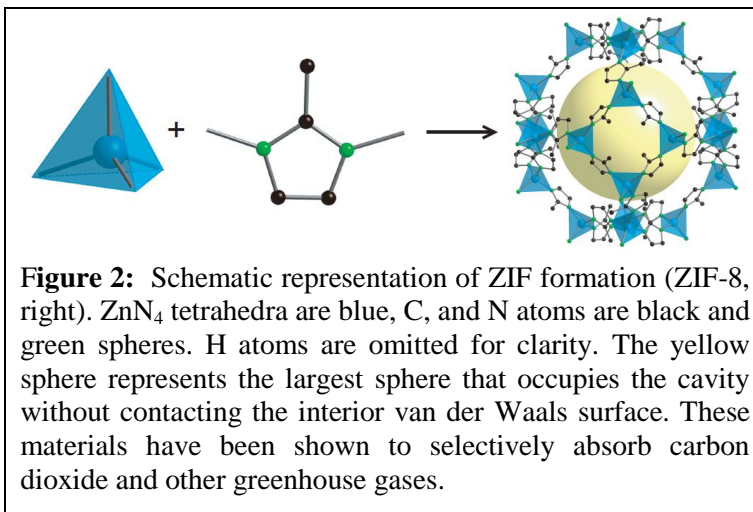 +
Figure 2: Schematic representation of ZIF formation (ZIF-8,
right). ZnN₄ tetrahedra are blue, C, and N atoms are black and
green spheres. H atoms are omitted for clarity. The yellow
sphere represents the largest sphere that occupies the cavity
without contacting the interior van der Waals surface. These
materials have been shown to selectively absorb carbon
dioxide and other greenhouse gases.